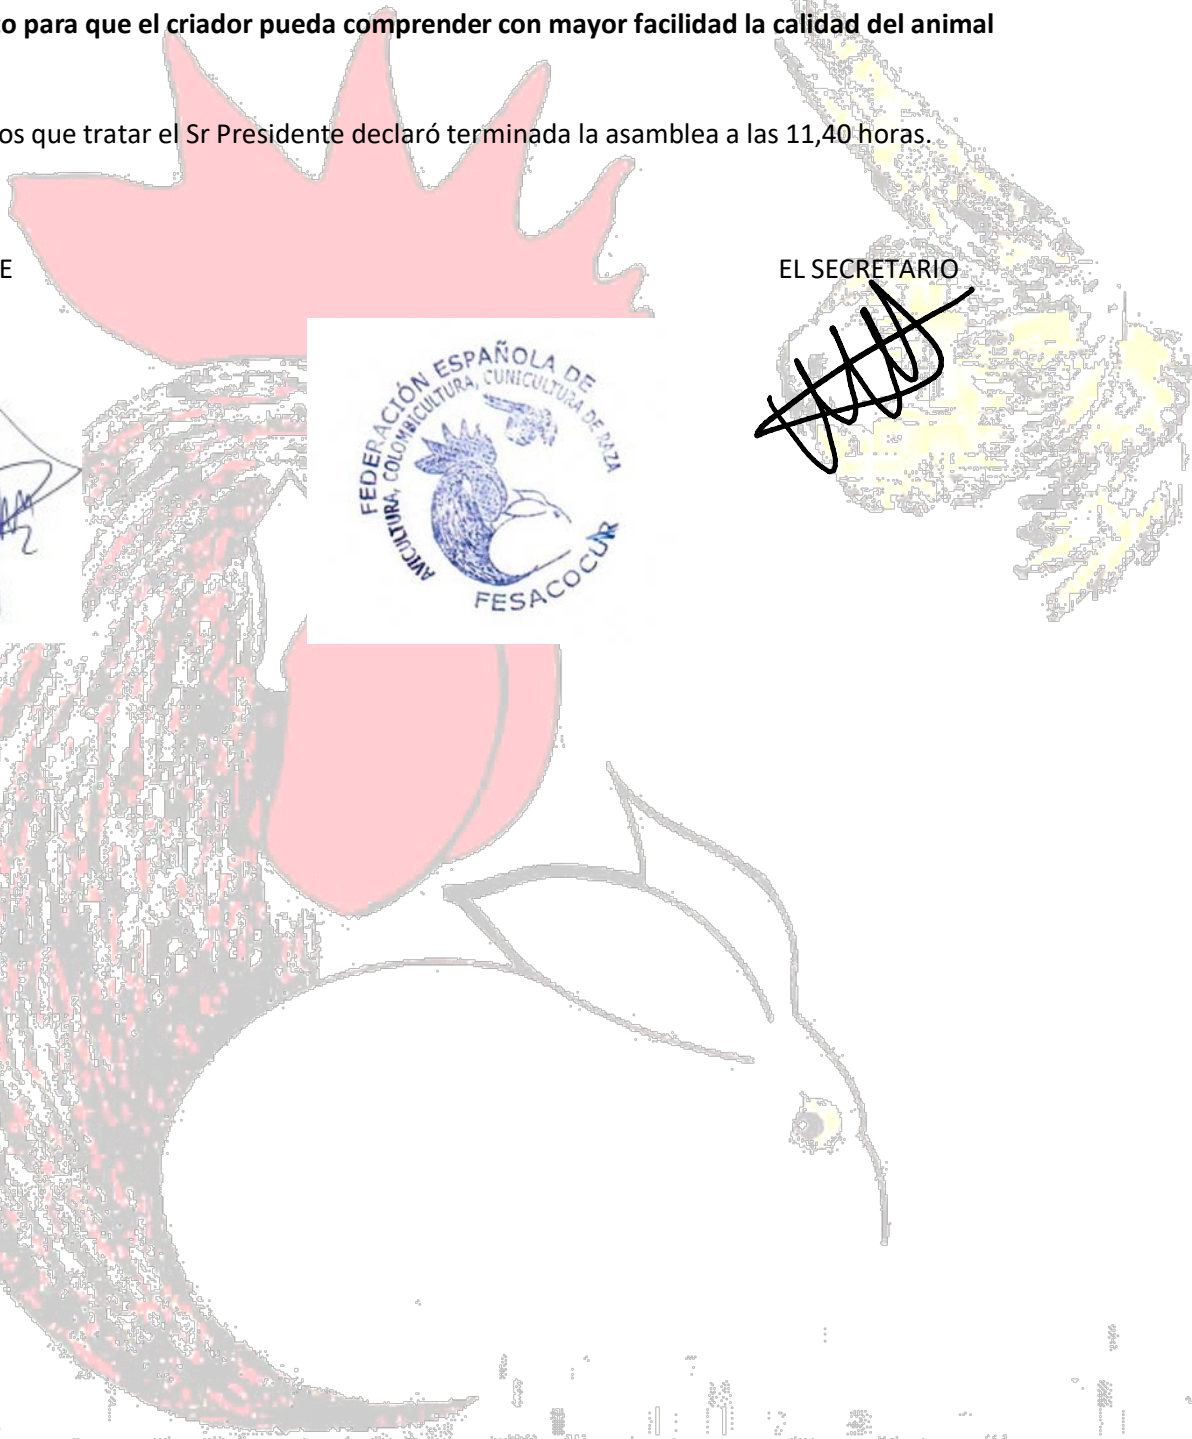 o para que el criador pueda comprender con mayor facilidad la calidad del animal
os que tratar el Sr Presidente declaró terminada la asamblea a las 11,40 horas.
E
EL SECRETARIO
FEDERACIÓN ESPAÑOLA DE
AVICULTURA, COLOMBICULTURA, CUNICULTURA DE RAZA
FESACOCUR